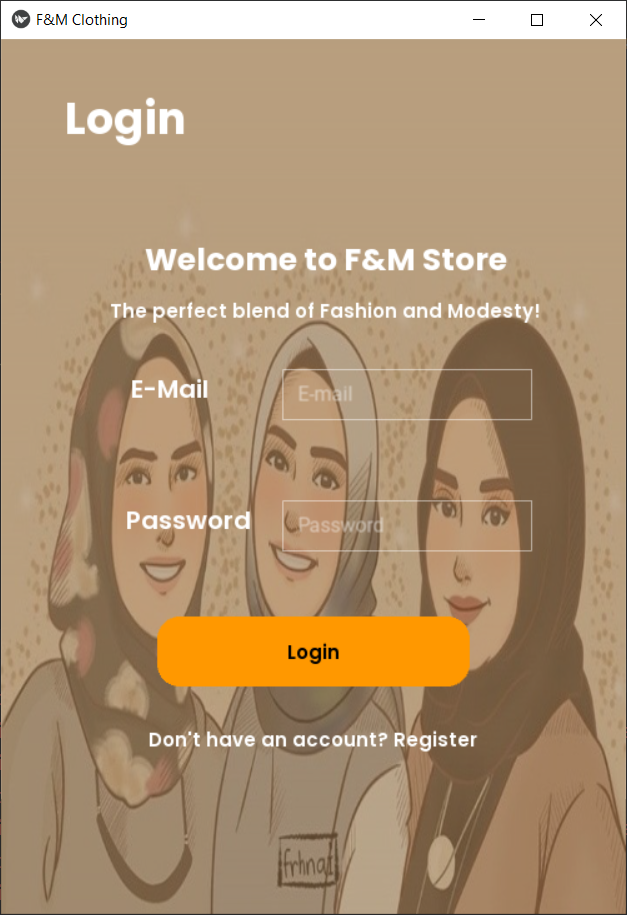 F&M Clothing
Login
Welcome to F&M Store
The perfect blend of Fashion and Modesty!
E-Mail
E-mail
Password
Password
Login
Don't have an account? Register